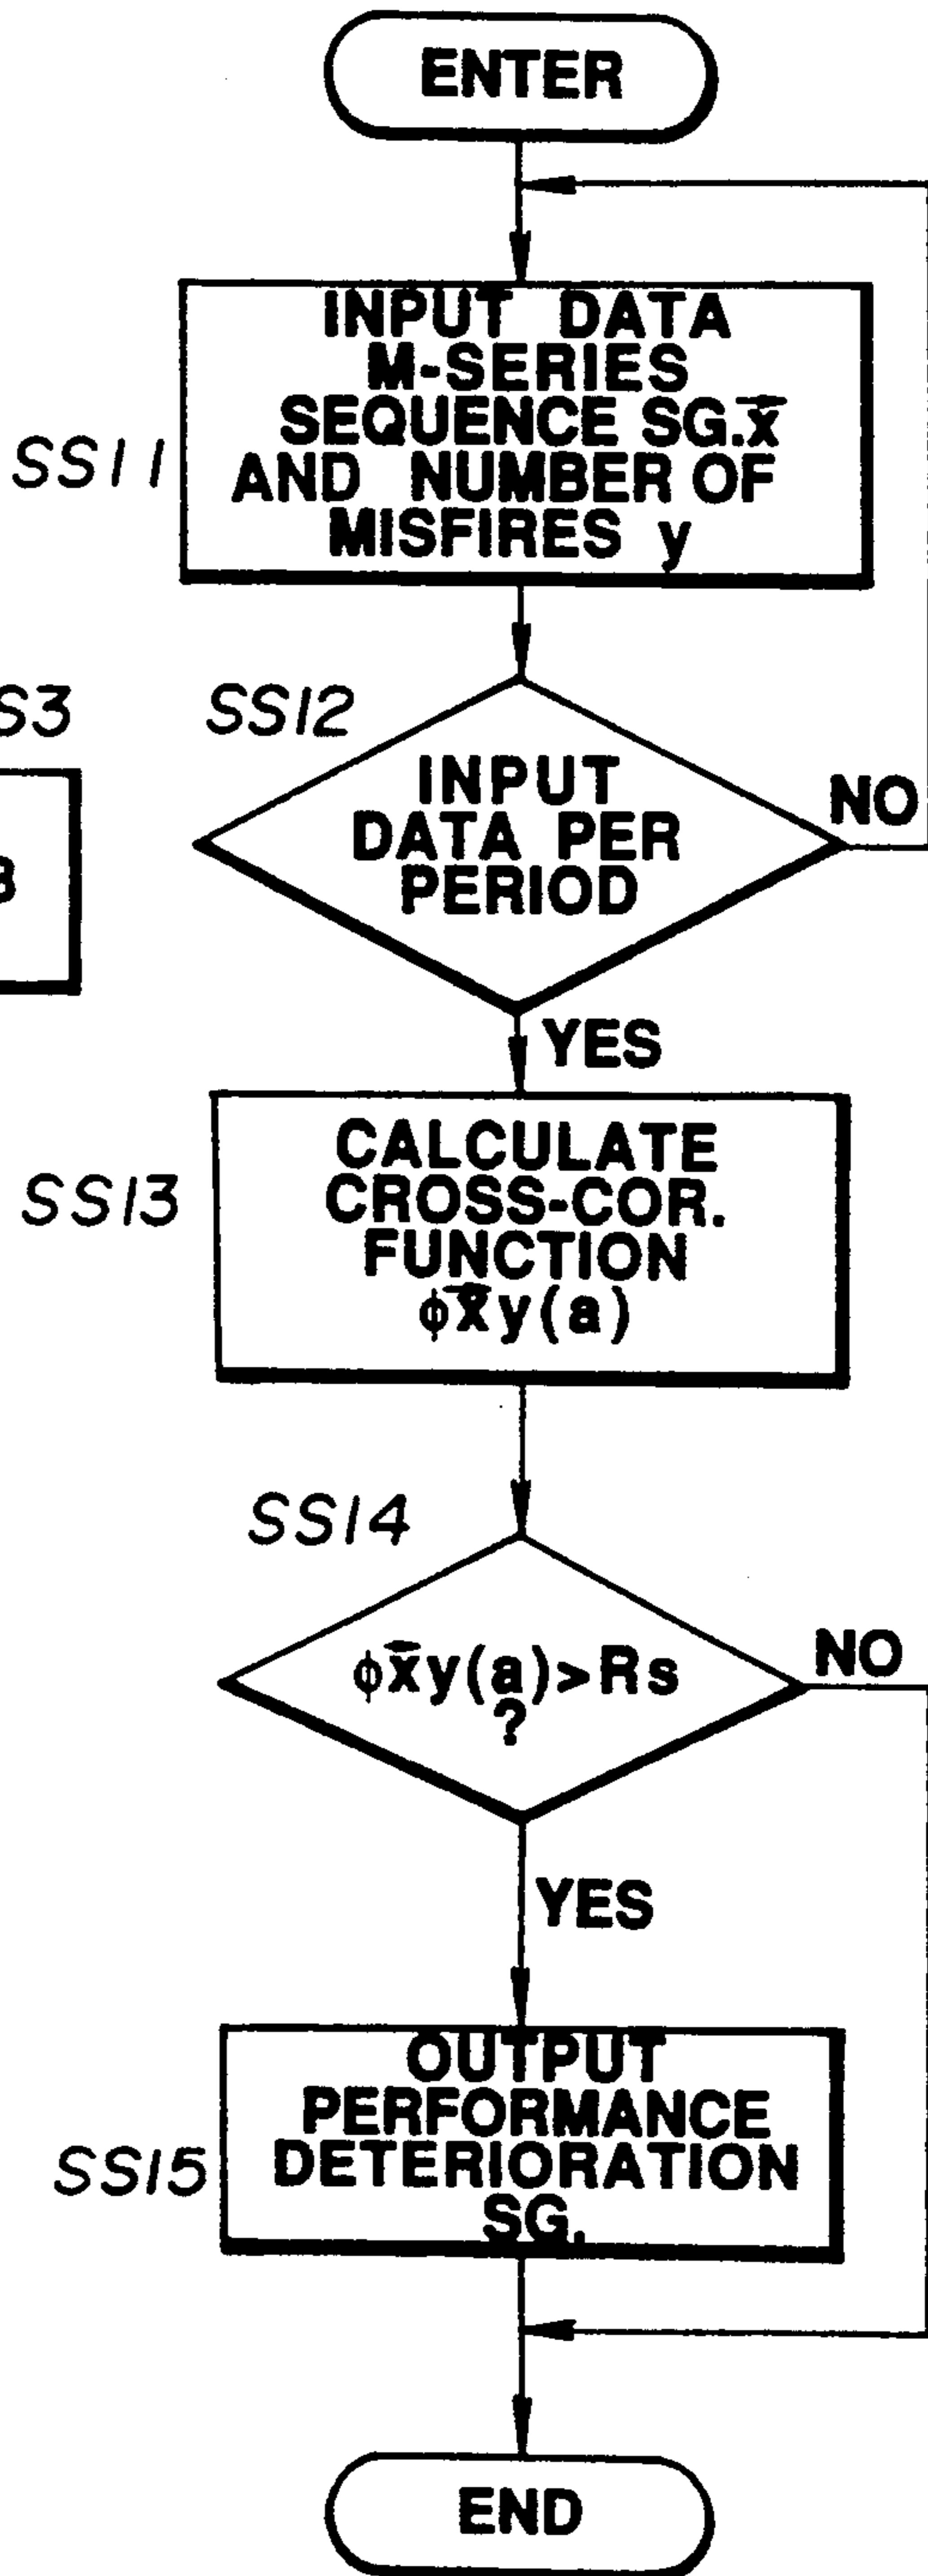 ENTER
INPUT DATA
M-SERIES
SEQUENCE SG.x̄
AND NUMBER OF
MISFIRES y
SS11
S3
SS12
INPUT
DATA PER
PERIOD
NO
YES
CALCULATE
CROSS-COR.
FUNCTION
ϕx̄y(a)
SS13
SS14
ϕx̄y(a)>Rs
?
NO
YES
OUTPUT
PERFORMANCE
DETERIORATION
SG.
SS15
END